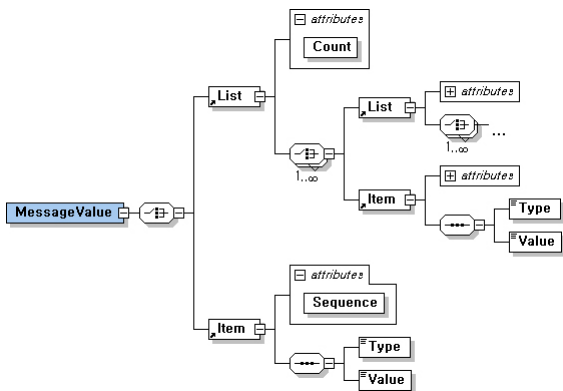 attributes
Count
List
List
attributes
1..∞
...
1..∞
Item
attributes
Type
Value
MessageValue
attributes
Sequence
Item
Type
Value